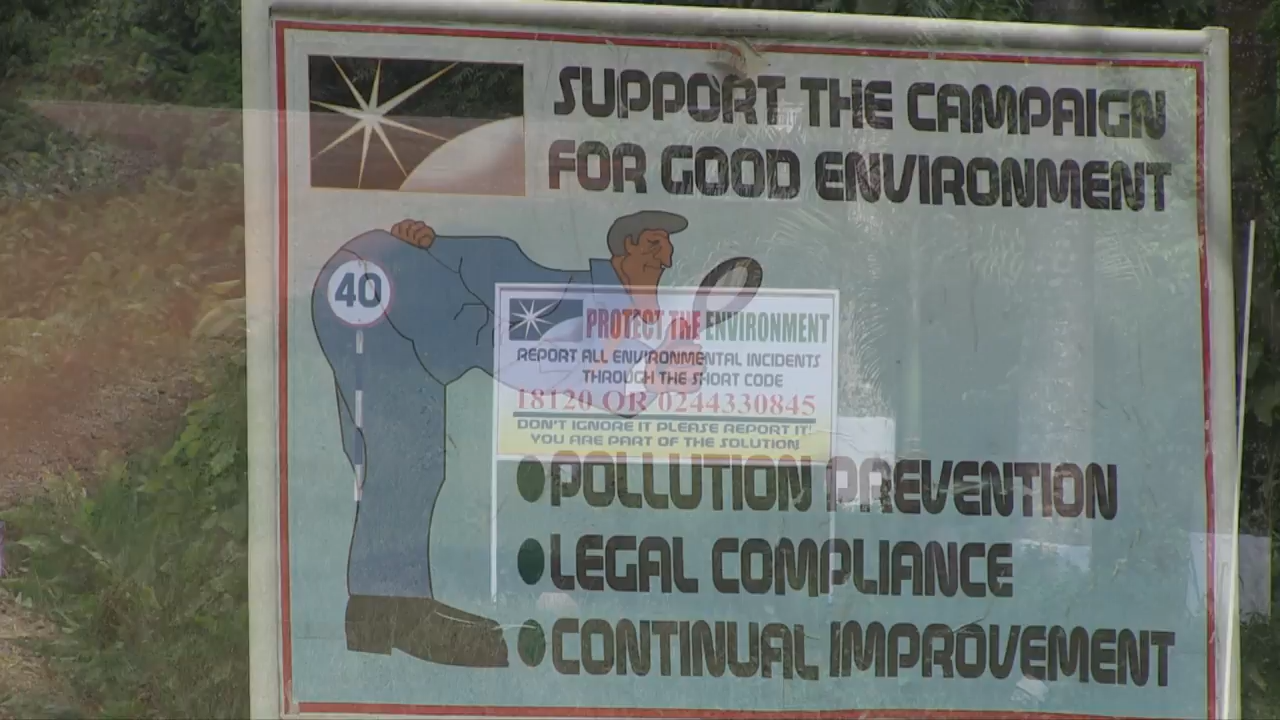 SUPPORT THE CAMPAIGN
FOR GOOD ENVIRONMENT
40
PROTECT THE ENVIRONMENT
REPORT ALL ENVIRONMENTAL INCIDENTS
THROUGH THE SHORT CODE
18120 OR 0244330845
DON'T IGNORE IT PLEASE REPORT IT!
YOU ARE PART OF THE SOLUTION
POLLUTION PREVENTION
LEGAL COMPLIANCE
CONTINUAL IMPROVEMENT